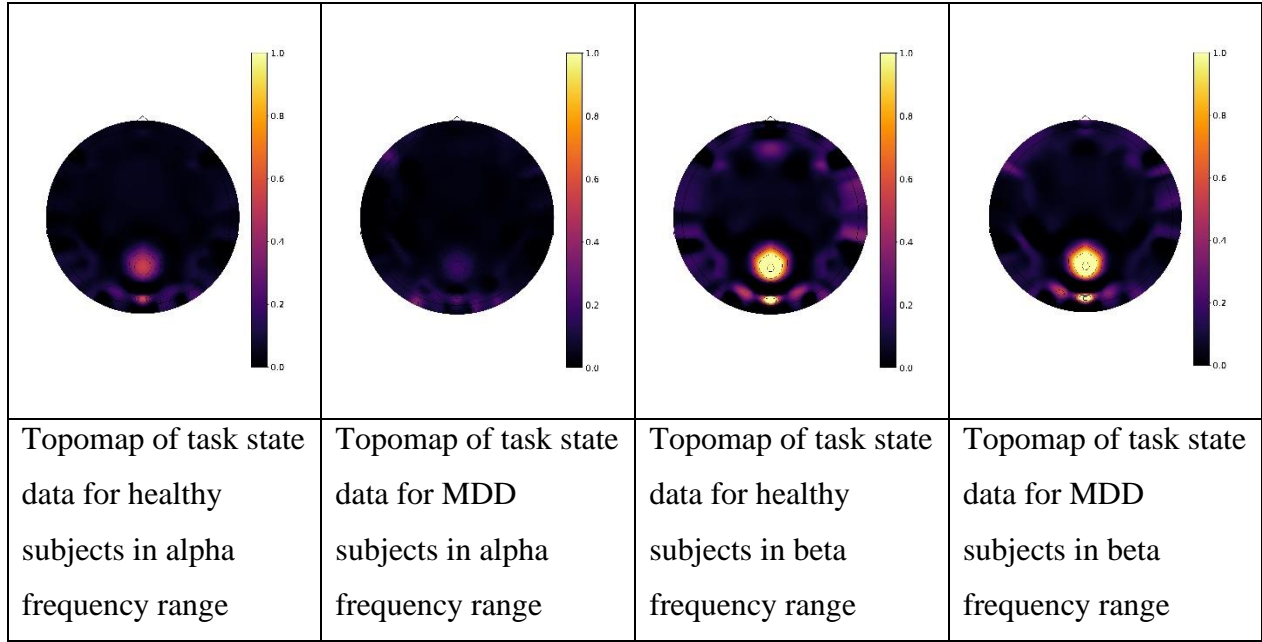 1.0
0.8
0.6
0.4
0.2
0.0
1.0
0.8
0.6
0.4
0.2
0.0
1.0
0.8
0.6
0.4
0.2
0.0
1.0
0.8
0.6
0.4
0.2
0.0
Topomap of task state
data for healthy
subjects in alpha
frequency range
Topomap of task state
data for MDD
subjects in alpha
frequency range
Topomap of task state
data for healthy
subjects in beta
frequency range
Topomap of task state
data for MDD
subjects in beta
frequency range